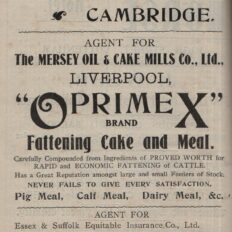 CAMBRIDGE.
AGENT FOR
The MERSEY OIL & CAKE MILLS Co., Ltd.,
LIVERPOOL,
"OPRIMEX"
BRAND
Fattening Cake and Meal.
Carefully Compounded from Ingredients of PROVED WORTH for
RAPID and ECONOMIC FATTENING of CATTLE.
Has a Great Reputation amongst large and small Feeders of Stock.
NEVER FAILS TO GIVE EVERY SATISFACTION.
Pig Meal, Calf Meal, Dairy Meal, &c.
AGENT FOR
Essex & Suffolk Equitable Insurance Co., Ltd.